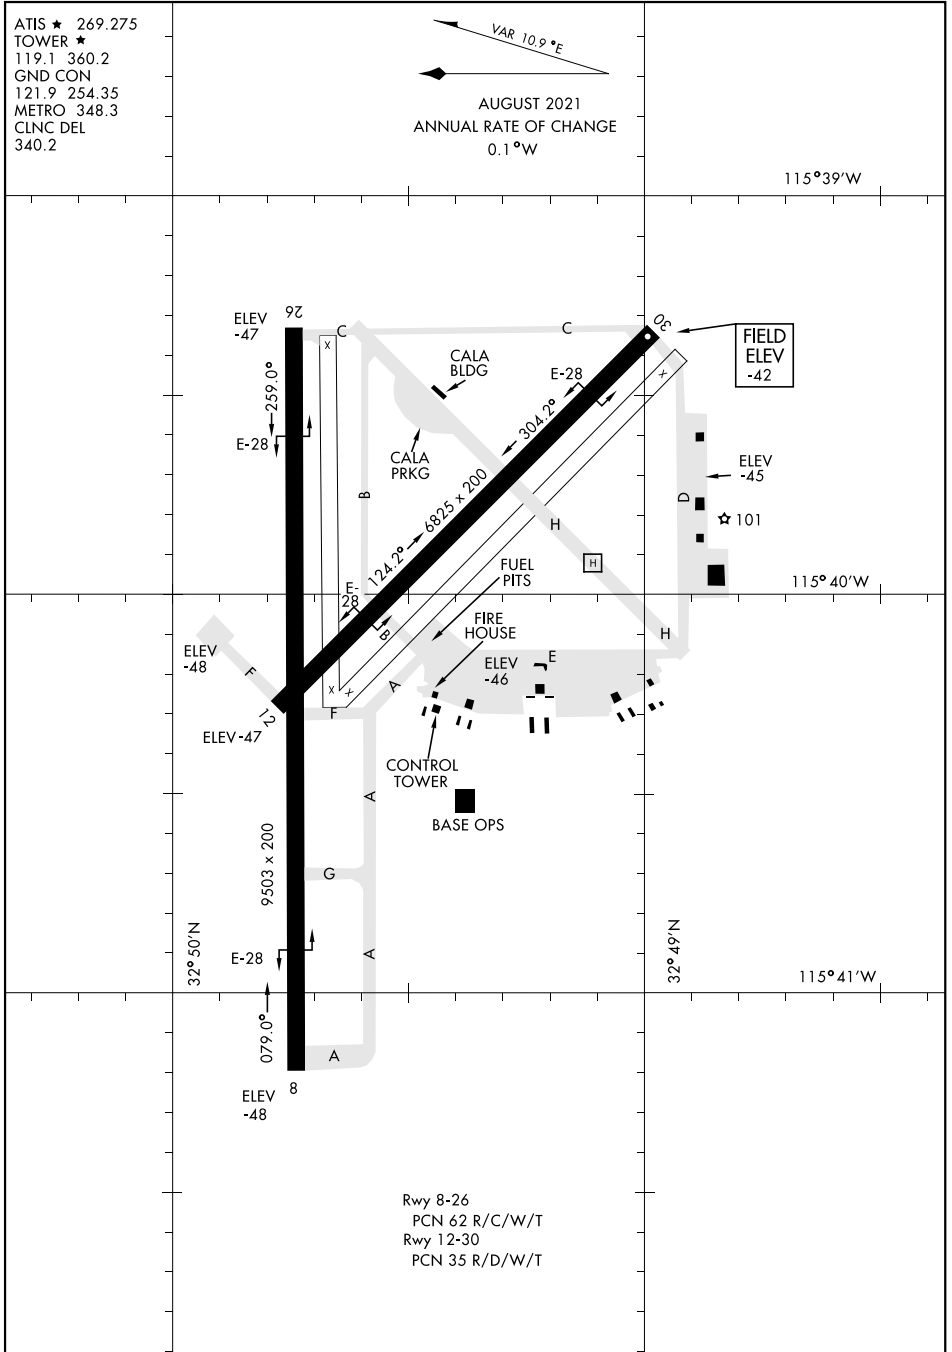 ATIS ★ 269.275
TOWER ★
119.1 360.2
GND CON
121.9 254.35
METRO 348.3
CLNC DEL
340.2
VAR 10.9 °E
AUGUST 2021
ANNUAL RATE OF CHANGE
0.1°W
115°39'W
26
ELEV
-47
C
C
30
FIELD
ELEV
-42
x
CALA
BLDG
E-28
x
259.0°
E-28
304.2°
CALA
PRKG
ELEV
-45
B
6825 x 200
D
101
H
124.2°
FUEL
PITS
H
115°40'W
E-
28
FIRE
HOUSE
B
H
ELEV
-48
F
ELEV
-46
E
A
x
x
12
F
ELEV -47
CONTROL
TOWER
A
BASE OPS
9503 x 200
G
32°50'N
32°49'N
E-28
A
115°41'W
079.0°
A
8
ELEV
-48
Rwy 8-26
PCN 62 R/C/W/T
Rwy 12-30
PCN 35 R/D/W/T